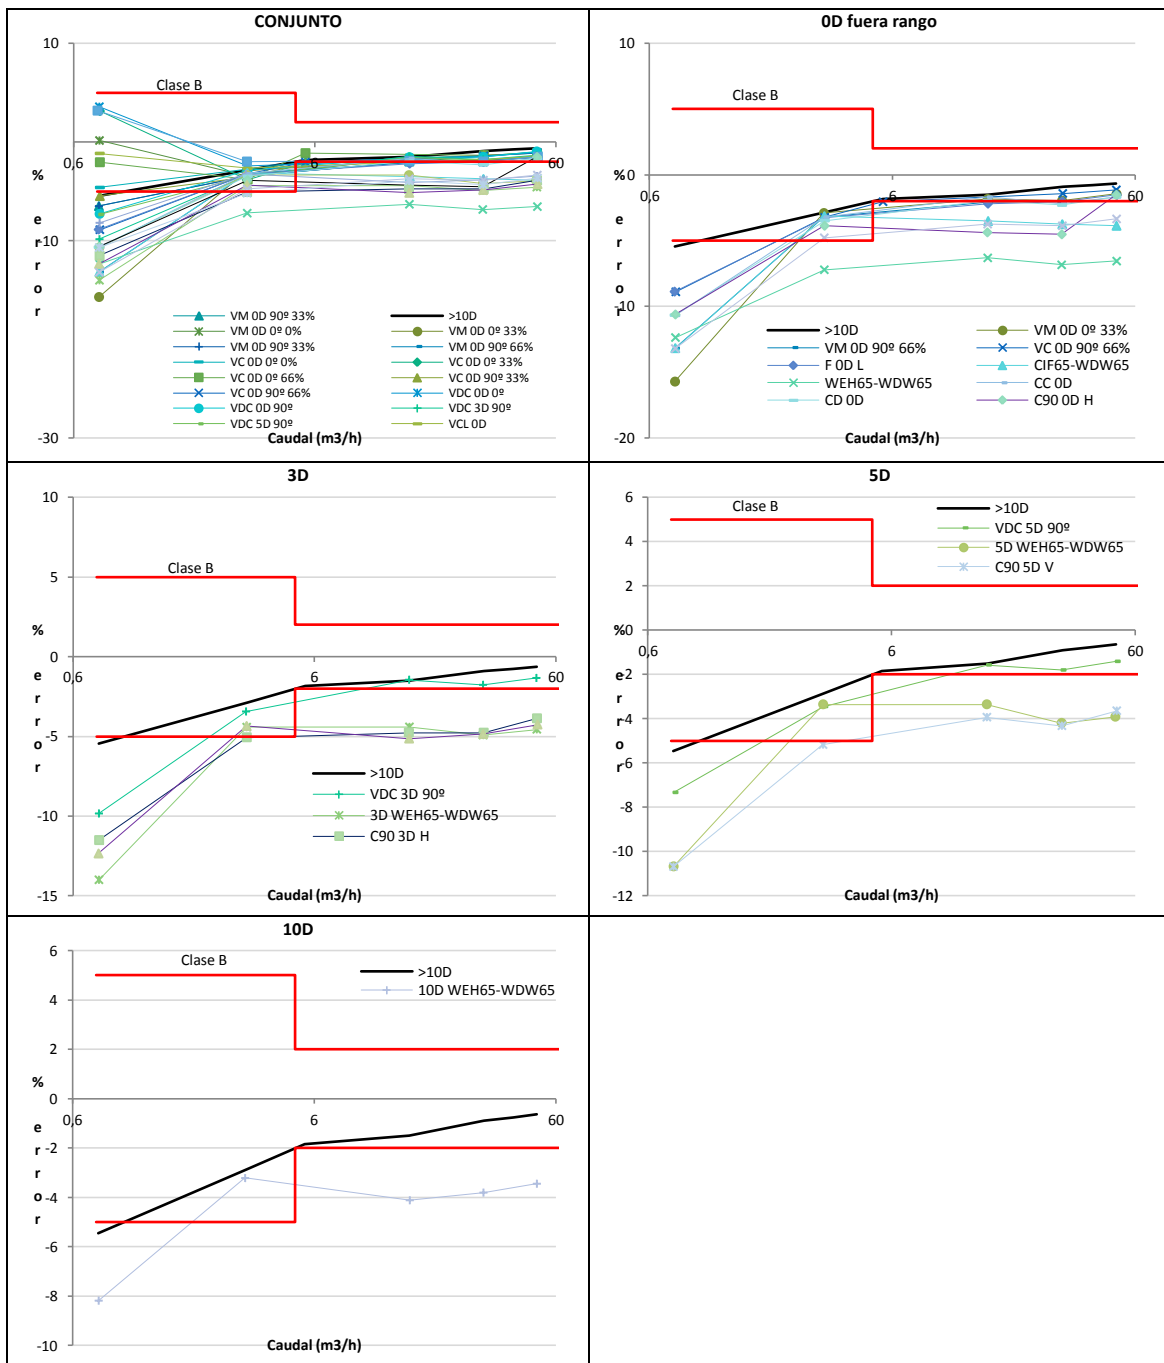 CONJUNTO
10
Clase B
0,6
6
60
%
e
r
r
o
r
-10
-30
VM 0D 90º 33%
>10D
VM 0D 0º 0%
VM 0D 0º 33%
VM 0D 90º 33%
VM 0D 90º 66%
VC 0D 0º 0%
VC 0D 0º 33%
VC 0D 0º 66%
VC 0D 90º 33%
VC 0D 90º 66%
VDC 0D 0º
VDC 0D 90º
VDC 3D 90º
VDC 5D 90º
VCL 0D
Caudal (m3/h)
0D fuera rango
10
Clase B
0
0,6
6
60
%
e
r
r
o
r
-10
-20
>10D
VM 0D 0º 33%
VM 0D 90º 66%
VC 0D 90º 66%
F 0D L
CIF65-WDW65
WEH65-WDW65
CC 0D
CD 0D
C90 0D H
Caudal (m3/h)
3D
10
5
Clase B
0
0,6
6
60
%
e
r
r
o
r
-5
-10
-15
>10D
VDC 3D 90º
3D WEH65-WDW65
C90 3D H
Caudal (m3/h)
5D
6
4
2
0
-2
-4
-6
-8
-10
-12
Clase B
>10D
VDC 5D 90º
5D WEH65-WDW65
C90 5D V
0,6
6
60
%
e
r
r
o
r
Caudal (m3/h)
10D
6
4
2
0
-2
-4
-6
-8
-10
Clase B
>10D
10D WEH65-WDW65
0,6
6
60
%
e
r
r
o
r
Caudal (m3/h)